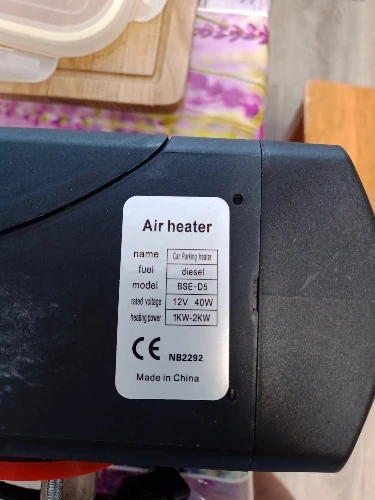 Air heater
name Car Parking heater
fuel diesel
model BSE-D5
rated voltage 12V 40W
heating power 1KW-2KW
CE NB2292
Made in China